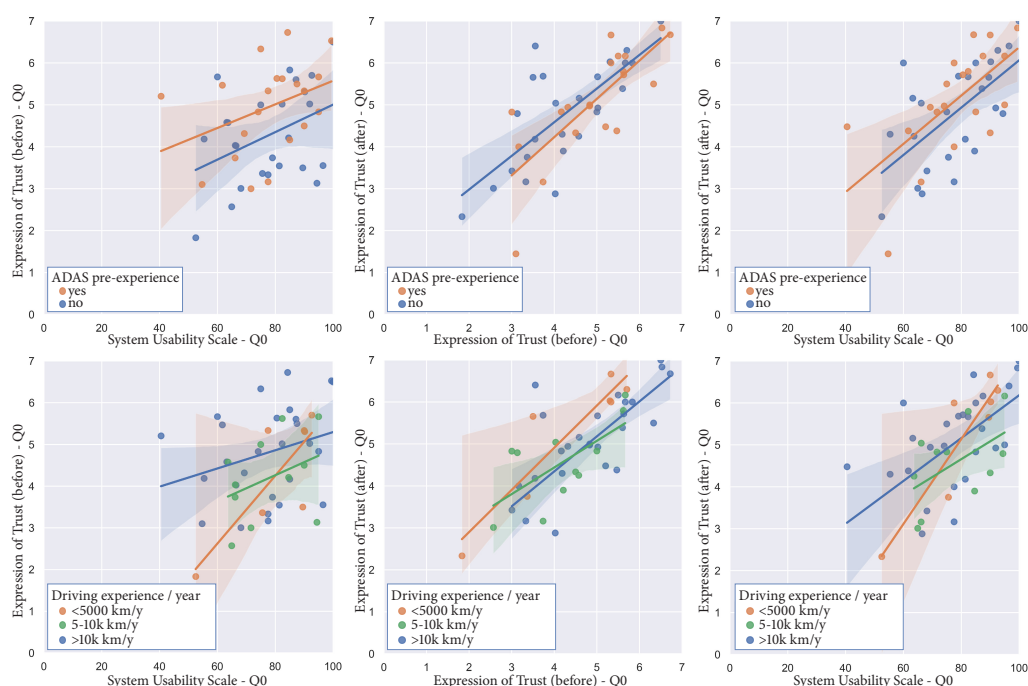 7
6
5
4
3
2
1
0
Expression of Trust (before) - Q0
ADAS pre-experience
yes
no
0 20 40 60 80 100
System Usability Scale - Q0
7
6
5
4
3
2
1
0
Expression of Trust (after) - Q0
ADAS pre-experience
yes
no
0 1 2 3 4 5 6 7
Expression of Trust (before) - Q0
7
6
5
4
3
2
1
0
Expression of Trust (after) - Q0
ADAS pre-experience
yes
no
0 20 40 60 80 100
System Usability Scale - Q0
7
6
5
4
3
2
1
0
Expression of Trust (before) - Q0
Driving experience / year
<5000 km/y
5-10k km/y
>10k km/y
0 20 40 60 80 100
System Usability Scale - Q0
7
6
5
4
3
2
1
0
Expression of Trust (after) - Q0
Driving experience / year
<5000 km/y
5-10k km/y
>10k km/y
0 1 2 3 4 5 6 7
Expression of Trust (before) - Q0
7
6
5
4
3
2
1
0
Expression of Trust (after) - Q0
Driving experience / year
<5000 km/y
5-10k km/y
>10k km/y
0 20 40 60 80 100
System Usability Scale - Q0